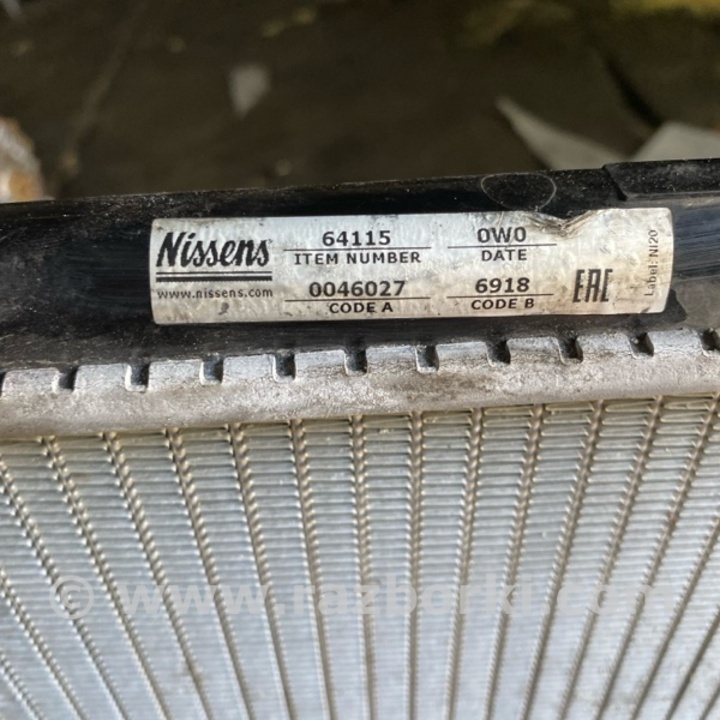 Nissens
www.nissens.com
64115
ITEM NUMBER
0W0
DATE
0046027
CODE A
6918
CODE B
EAC
Label: NI20
© www.razborki.com